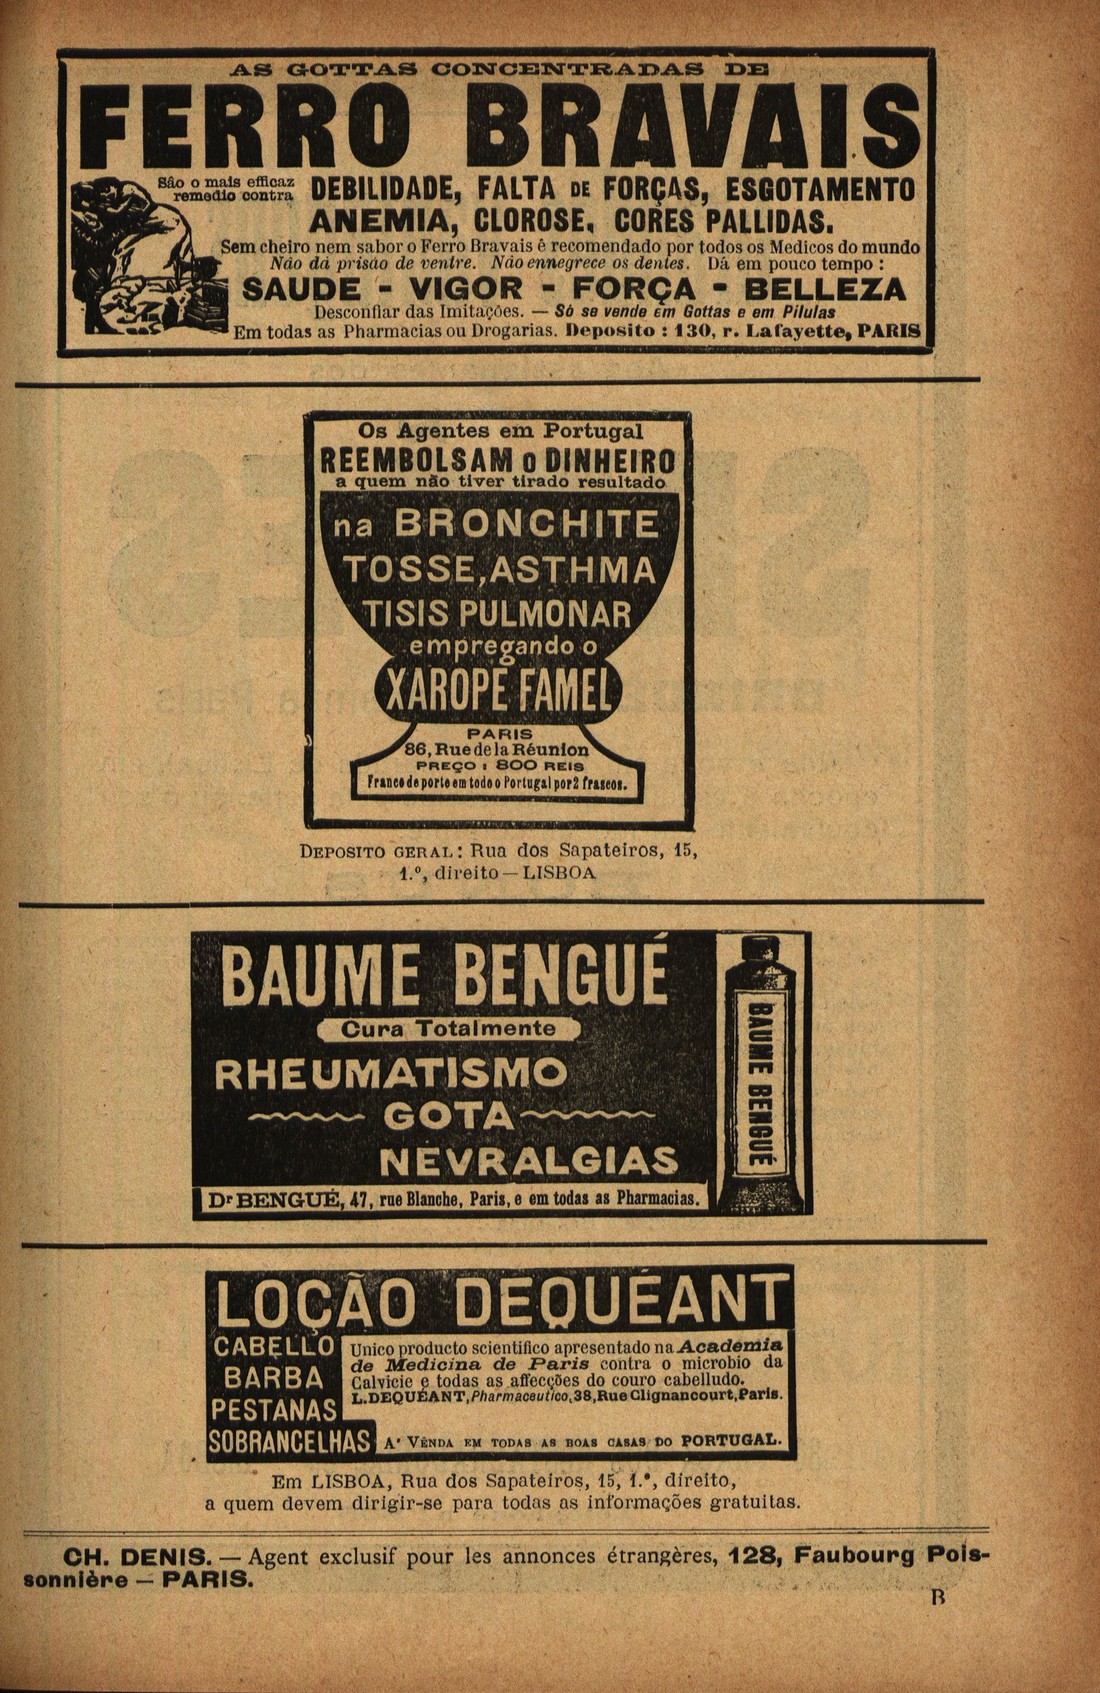 AS GOTTAS CONCENTRADAS DE
FERRO BRAVAIS
São o mais efficaz
remedio contra
DEBILIDADE, FALTA DE FORÇAS, ESGOTAMENTO
ANEMIA, CLOROSE, CORES PALLIDAS.
Sem cheiro nem sabor o Ferro Bravais é recomendado por todos os Medicos do mundo
Não dá prisão de ventre. Não ennegrece os dentes. Dá em pouco tempo :
SAUDE - VIGOR - FORÇA - BELLEZA
Desconfiar das Imitações. — Só se vende em Gottas e em Pilulas
Em todas as Pharmacias ou Drogarias. Deposito : 130, r. Lafayette, PARIS
Os Agentes em Portugal
REEMBOLSAM O DINHEIRO
a quem não tiver tirado resultado
na BRONCHITE
TOSSE, ASTHMA
TISIS PULMONAR
empregando o
XAROPE FAMEL
PARIS
86, Rue de la Réunion
PREÇO : 800 REIS
Franco de porte em todo o Portugal por 2 frascos.
DEPOSITO GERAL : Rua dos Sapateiros, 15,
1.º, direito — LISBOA
BAUME BENGUÉ
Cura Totalmente
RHEUMATISMO
GOTA
NEVRALGIAS
Dr BENGUÉ, 47, rue Blanche, Paris, e em todas as Pharmacias.
BAUME BENGUÉ
LOÇÃO DEQUÉANT
CABELLO
BARBA
PESTANAS
SOBRANCELHAS
Unico producto scientifico apresentado na Academia
de Medicina de Paris contra o microbio da
Calvicie e todas as affecções do couro cabelludo.
L. DEQUÉANT, Pharmaceutico, 38, Rue Clignancourt, Paris.
A' VENDA EM TODAS AS BOAS CASAS DO PORTUGAL.
Em LISBOA, Rua dos Sapateiros, 15, 1.º, direito,
a quem devem dirigir-se para todas as informações gratuitas.
CH. DENIS. — Agent exclusif pour les annonces étrangères, 128, Faubourg Pois-
sonnière — PARIS.
B